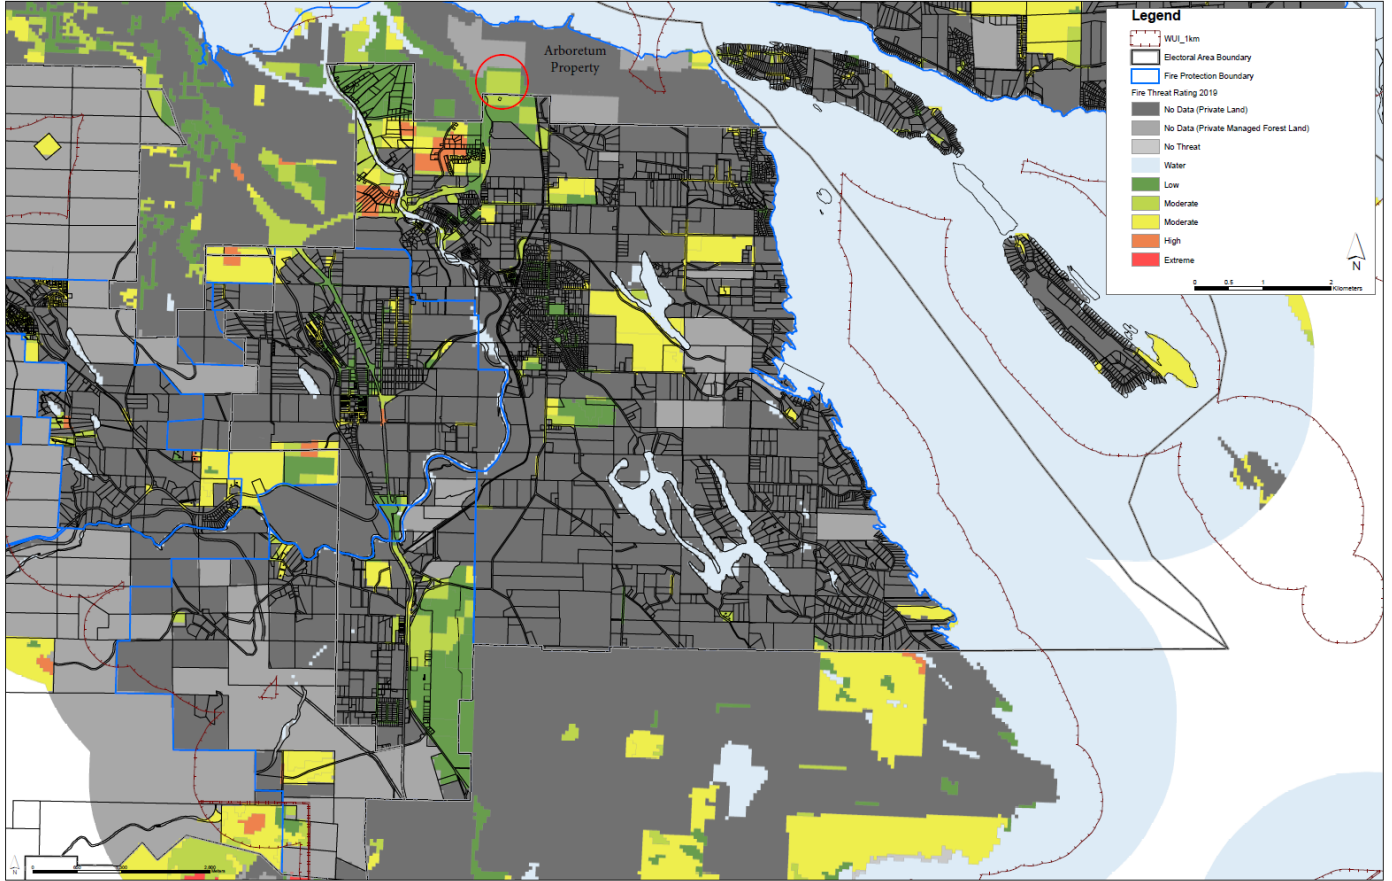 Arboretum
Property
Legend
WUI_1km
Electoral Area Boundary
Fire Protection Boundary
Fire Threat Rating 2019
No Data (Private Land)
No Data (Private Managed Forest Land)
No Threat
Water
Low
Moderate
Moderate
High
Extreme
N
0 0.5 1 2
Kilometers
N
0